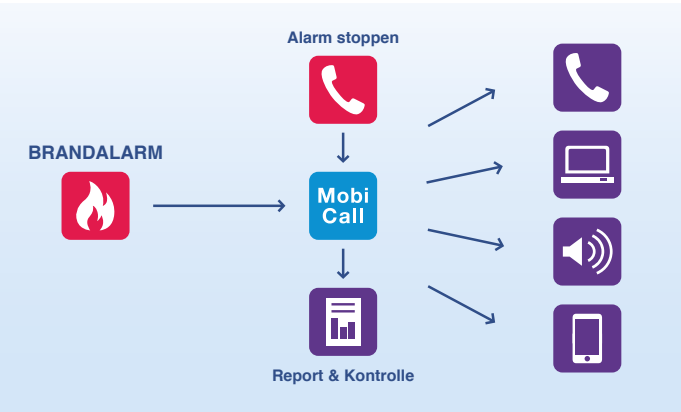 Alarm stoppen
BRANDALARM
Mobi
Call
Report & Kontrolle